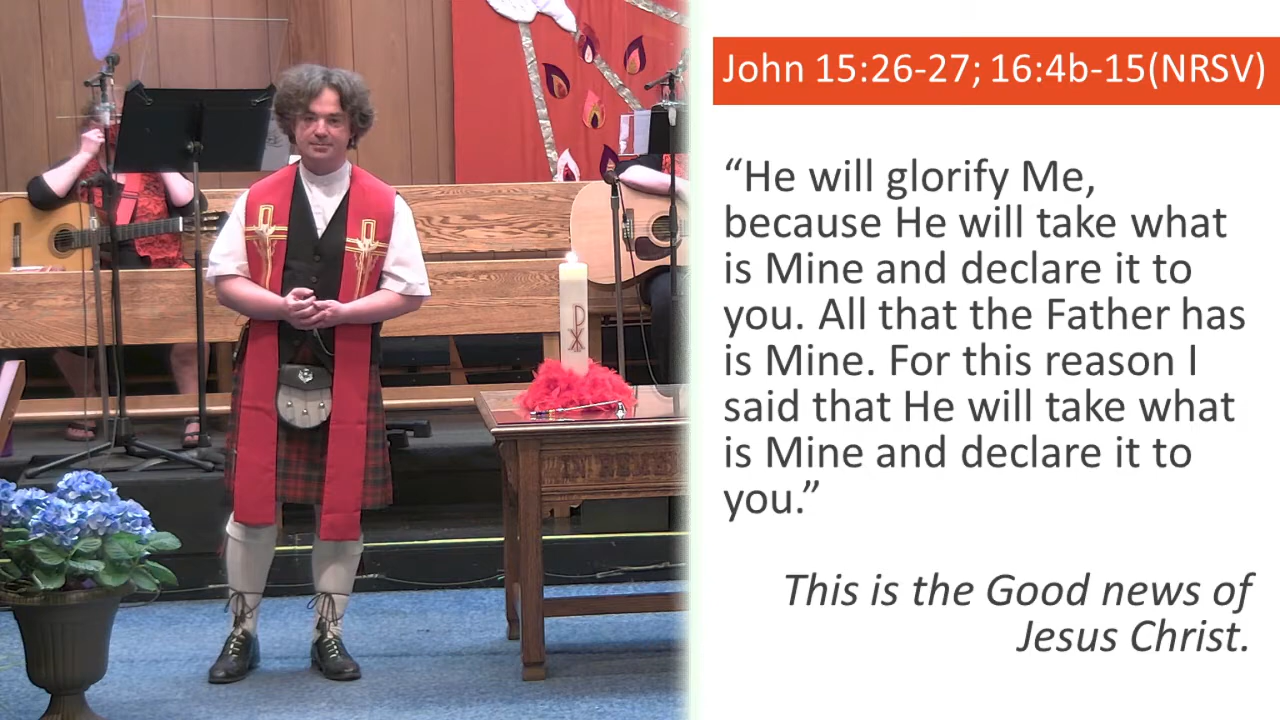 John 15:26-27; 16:4b-15(NRSV)
“He will glorify Me,
because He will take what
is Mine and declare it to
you. All that the Father has
is Mine. For this reason I
said that He will take what
is Mine and declare it to
you.”
This is the Good news of
Jesus Christ.
IN REMEM